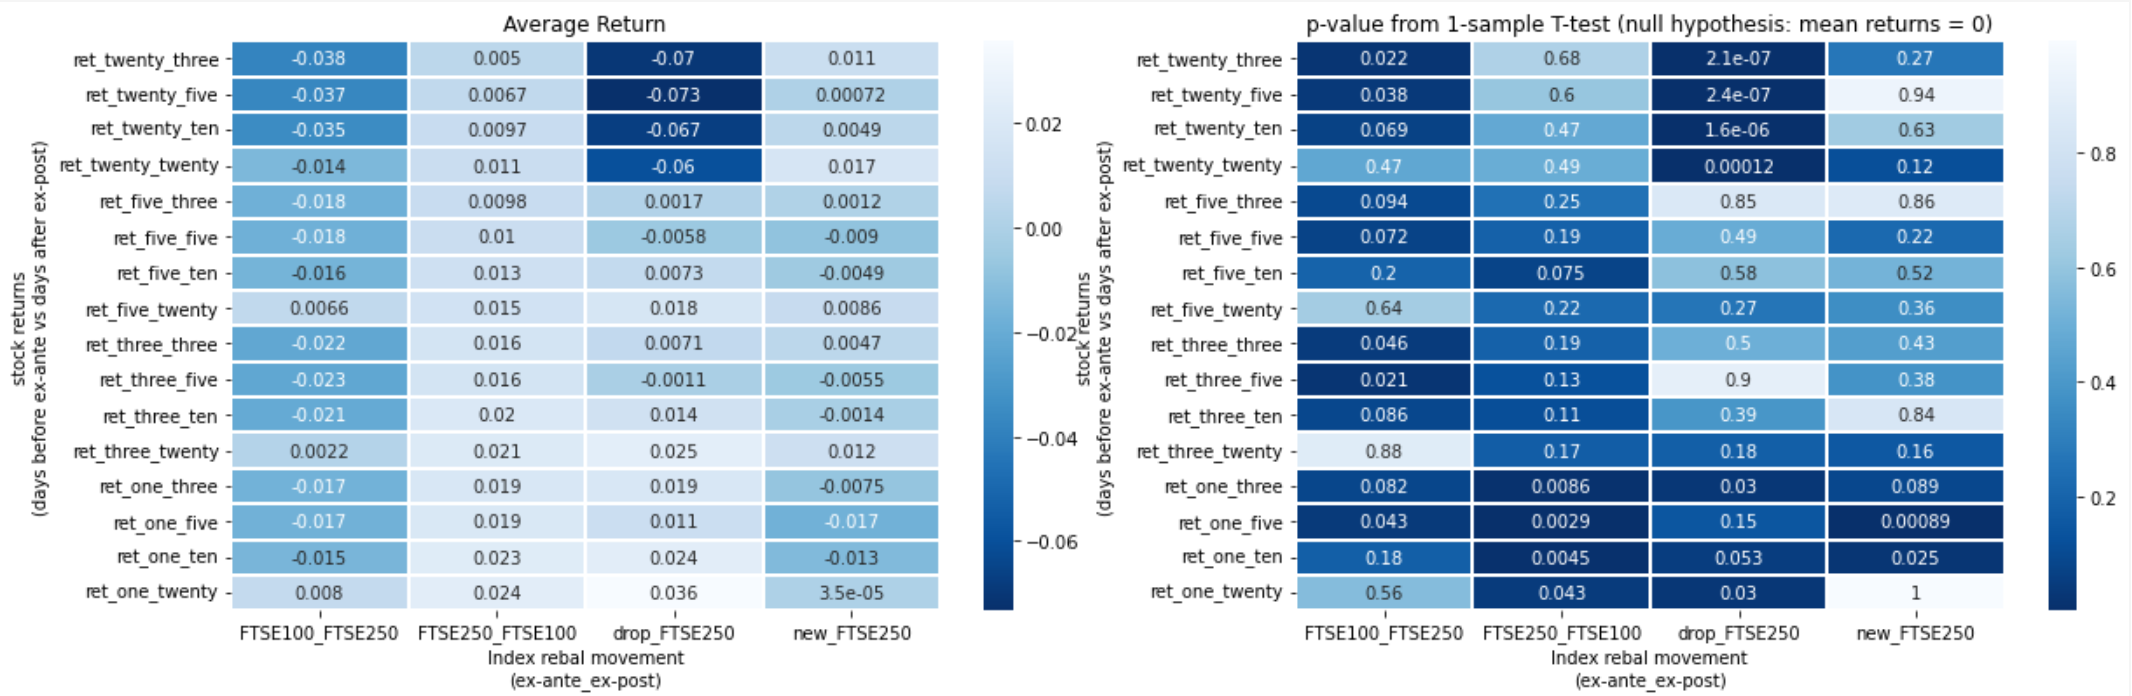 Average Return
stock returns
(days before ex-ante vs days after ex-post)
ret_twenty_three -0.038 0.005 -0.07 0.011
ret_twenty_five -0.037 0.0067 -0.073 0.00072
ret_twenty_ten -0.035 0.0097 -0.067 0.0049
ret_twenty_twenty -0.014 0.011 -0.06 0.017
ret_five_three -0.018 0.0098 0.0017 0.0012
ret_five_five -0.018 0.01 -0.0058 -0.009
ret_five_ten -0.016 0.013 0.0073 -0.0049
ret_five_twenty 0.0066 0.015 0.018 0.0086
ret_three_three -0.022 0.016 0.0071 0.0047
ret_three_five -0.023 0.016 -0.0011 -0.0055
ret_three_ten -0.021 0.02 0.014 -0.0014
ret_three_twenty 0.0022 0.021 0.025 0.012
ret_one_three -0.017 0.019 0.019 -0.0075
ret_one_five -0.017 0.019 0.011 -0.017
ret_one_ten -0.015 0.023 0.024 -0.013
ret_one_twenty 0.008 0.024 0.036 3.5e-05
FTSE100_FTSE250 FTSE250_FTSE100 drop_FTSE250 new_FTSE250
Index rebal movement
(ex-ante_ex-post)
0.02
0.00
−0.02
−0.04
−0.06
p-value from 1-sample T-test (null hypothesis: mean returns = 0)
stock returns
(days before ex-ante vs days after ex-post)
ret_twenty_three 0.022 0.68 2.1e-07 0.27
ret_twenty_five 0.038 0.6 2.4e-07 0.94
ret_twenty_ten 0.069 0.47 1.6e-06 0.63
ret_twenty_twenty 0.47 0.49 0.00012 0.12
ret_five_three 0.094 0.25 0.85 0.86
ret_five_five 0.072 0.19 0.49 0.22
ret_five_ten 0.2 0.075 0.58 0.52
ret_five_twenty 0.64 0.22 0.27 0.36
ret_three_three 0.046 0.19 0.5 0.43
ret_three_five 0.021 0.13 0.9 0.38
ret_three_ten 0.086 0.11 0.39 0.84
ret_three_twenty 0.88 0.17 0.18 0.16
ret_one_three 0.082 0.0086 0.03 0.089
ret_one_five 0.043 0.0029 0.15 0.00089
ret_one_ten 0.18 0.0045 0.053 0.025
ret_one_twenty 0.56 0.043 0.03 1
FTSE100_FTSE250 FTSE250_FTSE100 drop_FTSE250 new_FTSE250
Index rebal movement
(ex-ante_ex-post)
0.8
0.6
0.4
0.2